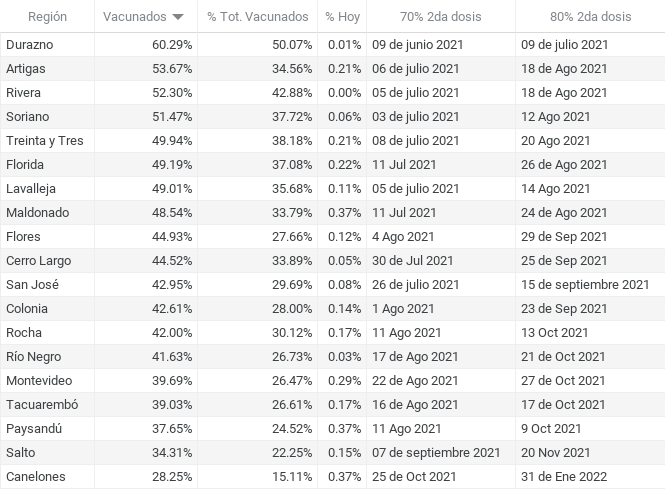 Región Vacunados % Tot. Vacunados % Hoy 70% 2da dosis 80% 2da dosis
Durazno 60.29% 50.07% 0.01% 09 de junio 2021 09 de julio 2021
Artigas 53.67% 34.56% 0.21% 06 de julio 2021 18 de Ago 2021
Rivera 52.30% 42.88% 0.00% 05 de julio 2021 18 de Ago 2021
Soriano 51.47% 37.72% 0.06% 03 de julio 2021 12 Ago 2021
Treinta y Tres 49.94% 38.18% 0.21% 08 de julio 2021 20 Ago 2021
Florida 49.19% 37.08% 0.22% 11 Jul 2021 26 de Ago 2021
Lavalleja 49.01% 35.68% 0.11% 05 de julio 2021 14 Ago 2021
Maldonado 48.54% 33.79% 0.37% 11 Jul 2021 24 de Ago 2021
Flores 44.93% 27.66% 0.12% 4 Ago 2021 29 de Sep 2021
Cerro Largo 44.52% 33.89% 0.05% 30 de Jul 2021 25 de Sep 2021
San José 42.95% 29.69% 0.08% 26 de julio 2021 15 de septiembre 2021
Colonia 42.61% 28.00% 0.14% 1 Ago 2021 23 de Sep 2021
Rocha 42.00% 30.12% 0.17% 11 Ago 2021 13 Oct 2021
Río Negro 41.63% 26.73% 0.03% 17 de Ago 2021 21 de Oct 2021
Montevideo 39.69% 26.47% 0.29% 22 de Ago 2021 27 de Oct 2021
Tacuarembó 39.03% 26.61% 0.17% 16 de Ago 2021 17 de Oct 2021
Paysandú 37.65% 24.52% 0.37% 11 Ago 2021 9 Oct 2021
Salto 34.31% 22.25% 0.15% 07 de septiembre 2021 20 Nov 2021
Canelones 28.25% 15.11% 0.37% 25 de Oct 2021 31 de Ene 2022